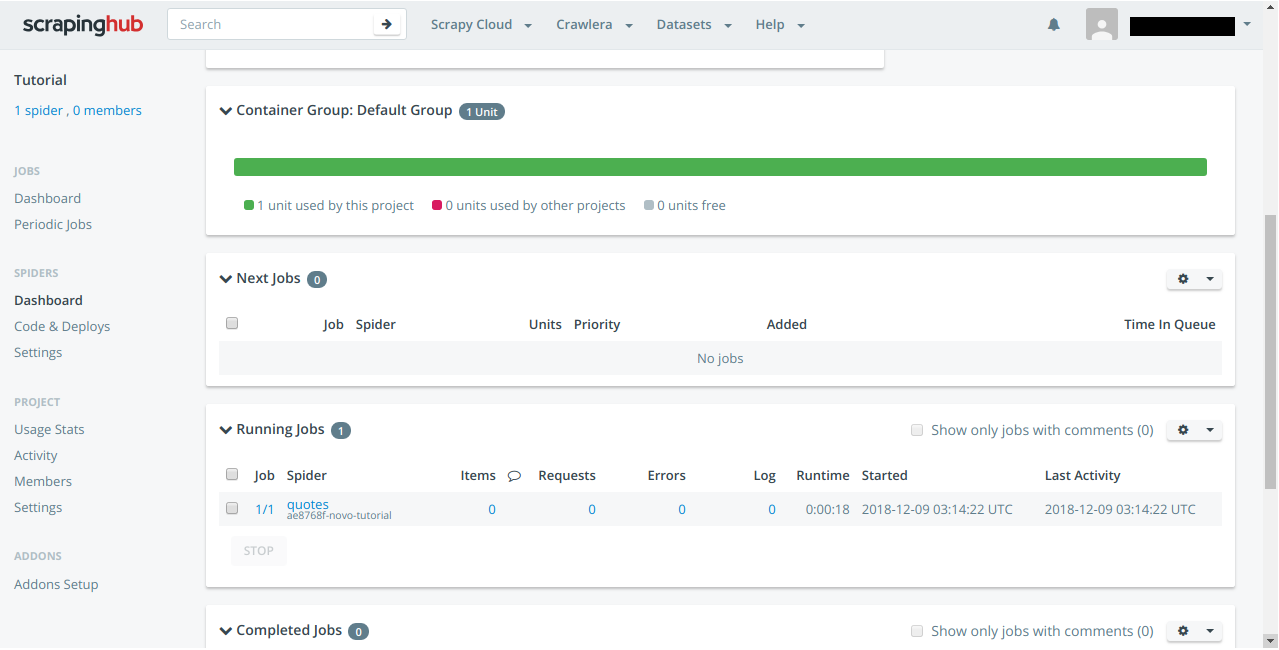 scrapinghub Search Scrapy Cloud Crawlera Datasets Help
Tutorial
1 spider , 0 members
JOBS
Dashboard
Periodic Jobs
SPIDERS
Dashboard
Code & Deploys
Settings
PROJECT
Usage Stats
Activity
Members
Settings
ADDONS
Addons Setup
Container Group: Default Group 1 Unit
1 unit used by this project 0 units used by other projects 0 units free
Next Jobs 0
Job Spider Units Priority Added Time In Queue
No jobs
Running Jobs 1 Show only jobs with comments (0)
Job Spider Items Requests Errors Log Runtime Started Last Activity
1/1 quotes 0 0 0 0 0:00:18 2018-12-09 03:14:22 UTC 2018-12-09 03:14:22 UTC
ae8768f-novo-tutorial
STOP
Completed Jobs 0 Show only jobs with comments (0)